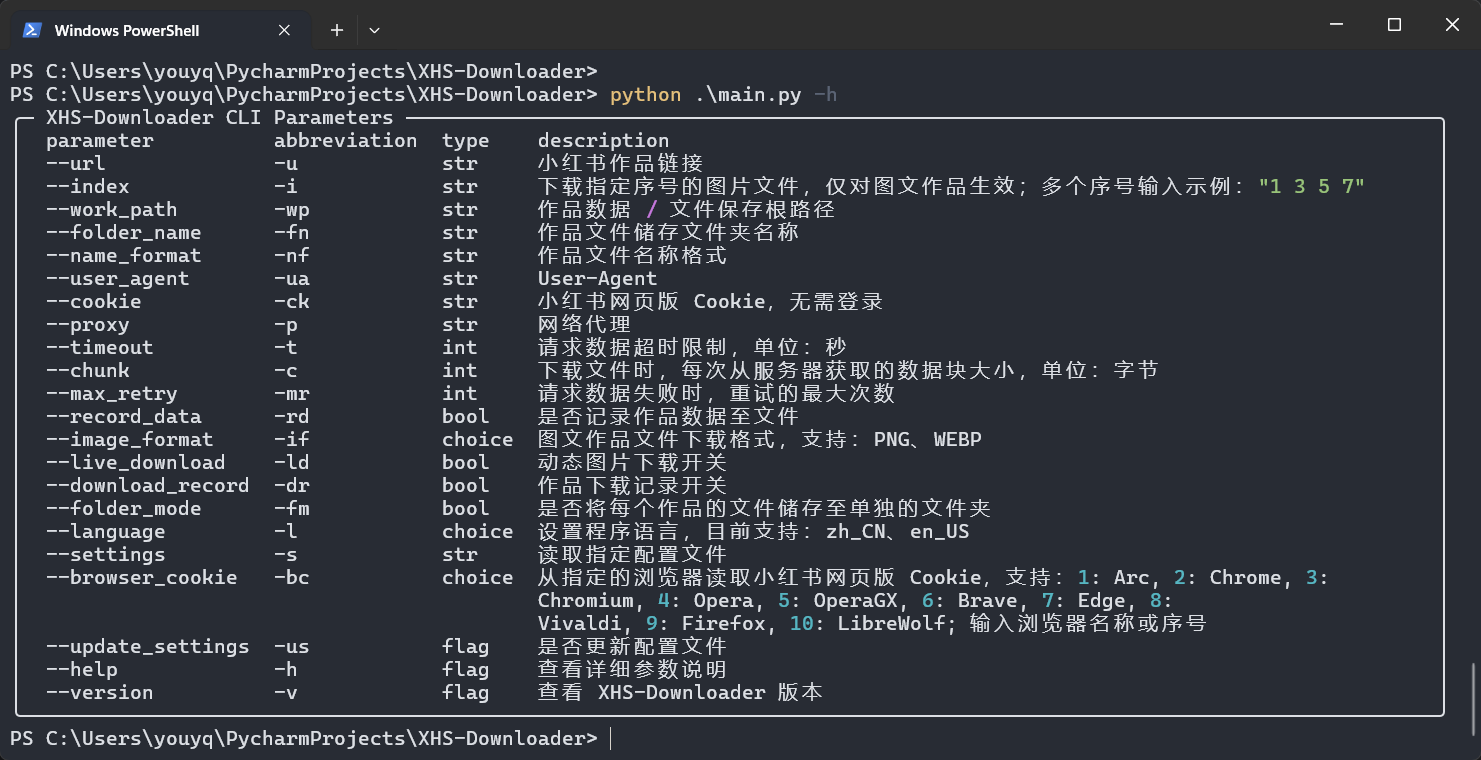 Windows PowerShell
PS C:\Users\youyq\PycharmProjects\XHS-Downloader>
PS C:\Users\youyq\PycharmProjects\XHS-Downloader> python .\main.py -h
XHS-Downloader CLI Parameters
parameter abbreviation type description
--url -u str 小红书作品链接
--index -i str 下载指定序号的图片文件，仅对图文作品生效；多个序号输入示例："1 3 5 7"
--work_path -wp str 作品数据 / 文件保存根路径
--folder_name -fn str 作品文件储存文件夹名称
--name_format -nf str 作品文件名称格式
--user_agent -ua str User-Agent
--cookie -ck str 小红书网页版 Cookie，无需登录
--proxy -p str 网络代理
--timeout -t int 请求数据超时限制，单位：秒
--chunk -c int 下载文件时，每次从服务器获取的数据块大小，单位：字节
--max_retry -mr int 请求数据失败时，重试的最大次数
--record_data -rd bool 是否记录作品数据至文件
--image_format -if choice 图文作品文件下载格式，支持：PNG、WEBP
--live_download -ld bool 动态图片下载开关
--download_record -dr bool 作品下载记录开关
--folder_mode -fm bool 是否将每个作品的文件储存至单独的文件夹
--language -l choice 设置程序语言，目前支持：zh_CN、en_US
--settings -s str 读取指定配置文件
--browser_cookie -bc choice 从指定的浏览器读取小红书网页版 Cookie，支持：1: Arc, 2: Chrome, 3:
Chromium, 4: Opera, 5: OperaGX, 6: Brave, 7: Edge, 8:
Vivaldi, 9: Firefox, 10: LibreWolf; 输入浏览器名称或序号
--update_settings -us flag 是否更新配置文件
--help -h flag 查看详细参数说明
--version -v flag 查看 XHS-Downloader 版本
PS C:\Users\youyq\PycharmProjects\XHS-Downloader>